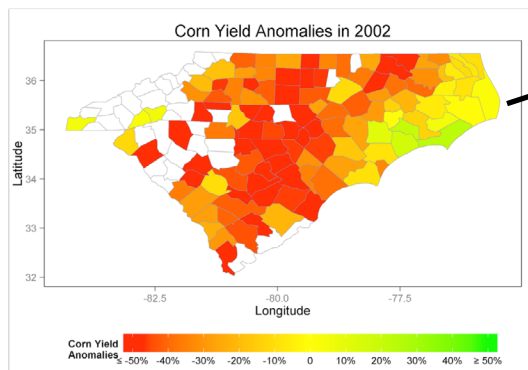 Corn Yield Anomalies in 2002
36
35
34
33
32
Latitude
-82.5 -80.0 -77.5
Longitude
Corn Yield
Anomalies
≤ -50% -40% -30% -20% -10% 0 10% 20% 30% 40% ≥ 50%